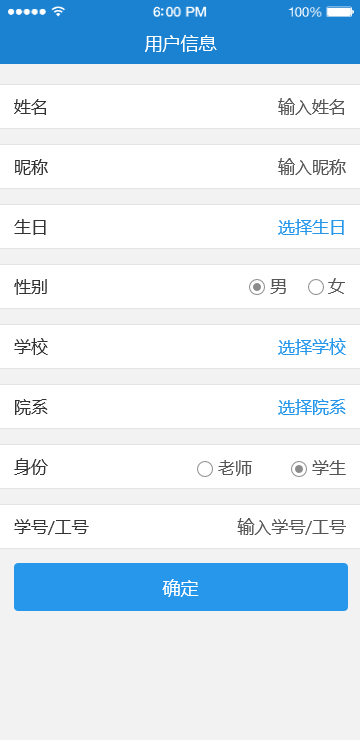 6:00 PM 100%
用户信息
姓名 输入姓名
昵称 输入昵称
生日 选择生日
性别 男 女
学校 选择学校
院系 选择院系
身份 老师 学生
学号/工号 输入学号/工号
确定